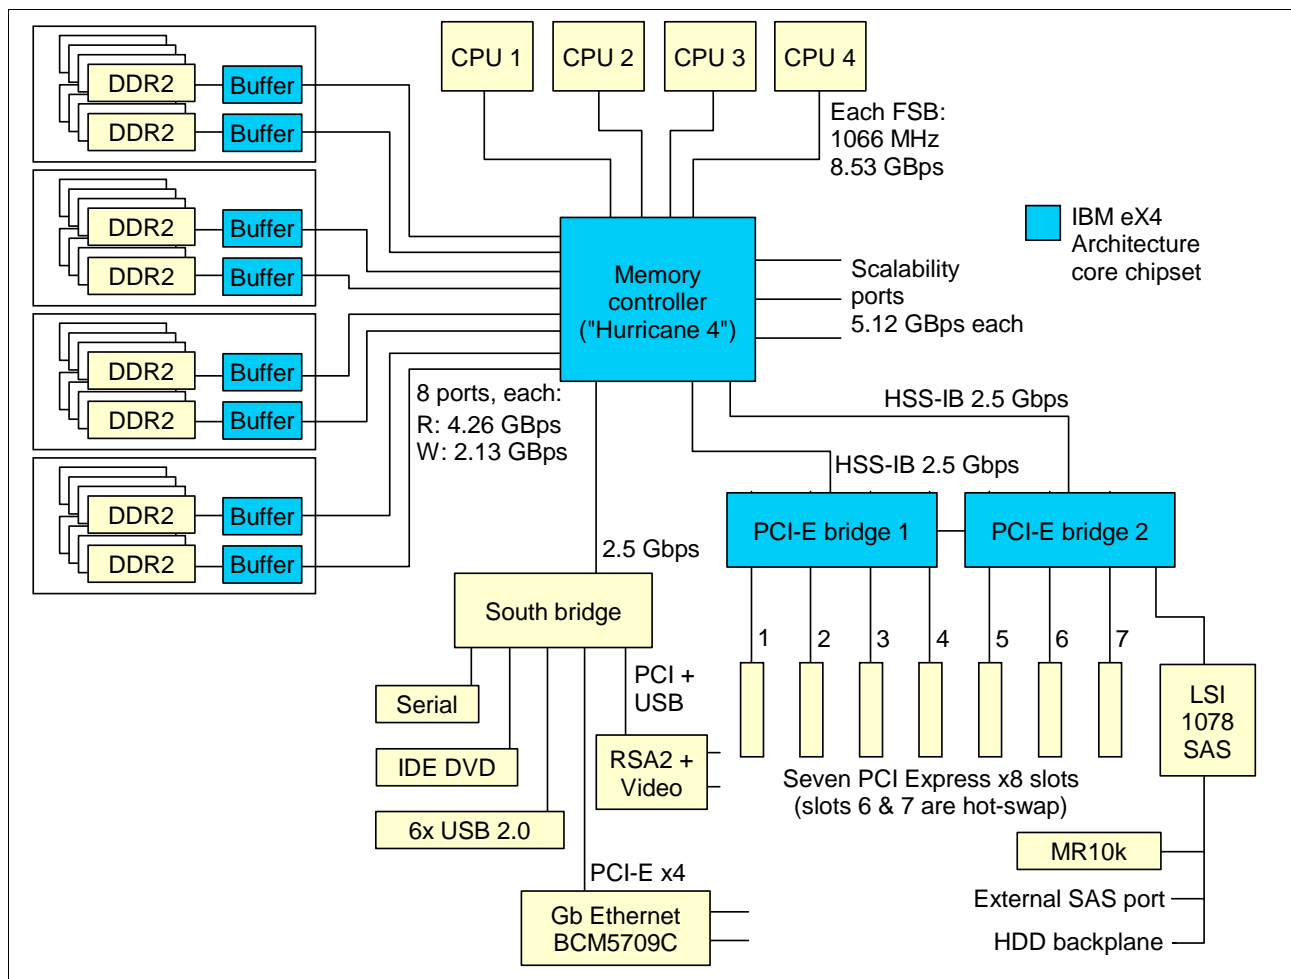 CPU 1
CPU 2
CPU 3
CPU 4
Each FSB:
1066 MHz
8.53 GBps
DDR2
Buffer
DDR2
Buffer
DDR2
Buffer
DDR2
Buffer
DDR2
Buffer
DDR2
Buffer
DDR2
Buffer
DDR2
Buffer
Memory
controller
("Hurricane 4")
Scalability
ports
5.12 GBps each
IBM eX4
Architecture
core chipset
8 ports, each:
R: 4.26 GBps
W: 2.13 GBps
HSS-IB 2.5 Gbps
HSS-IB 2.5 Gbps
PCI-E bridge 1
PCI-E bridge 2
2.5 Gbps
South bridge
1
2
3
4
5
6
7
PCI +
USB
Serial
IDE DVD
6x USB 2.0
RSA2 +
Video
LSI
1078
SAS
Seven PCI Express x8 slots
(slots 6 & 7 are hot-swap)
MR10k
PCI-E x4
External SAS port
Gb Ethernet
BCM5709C
HDD backplane